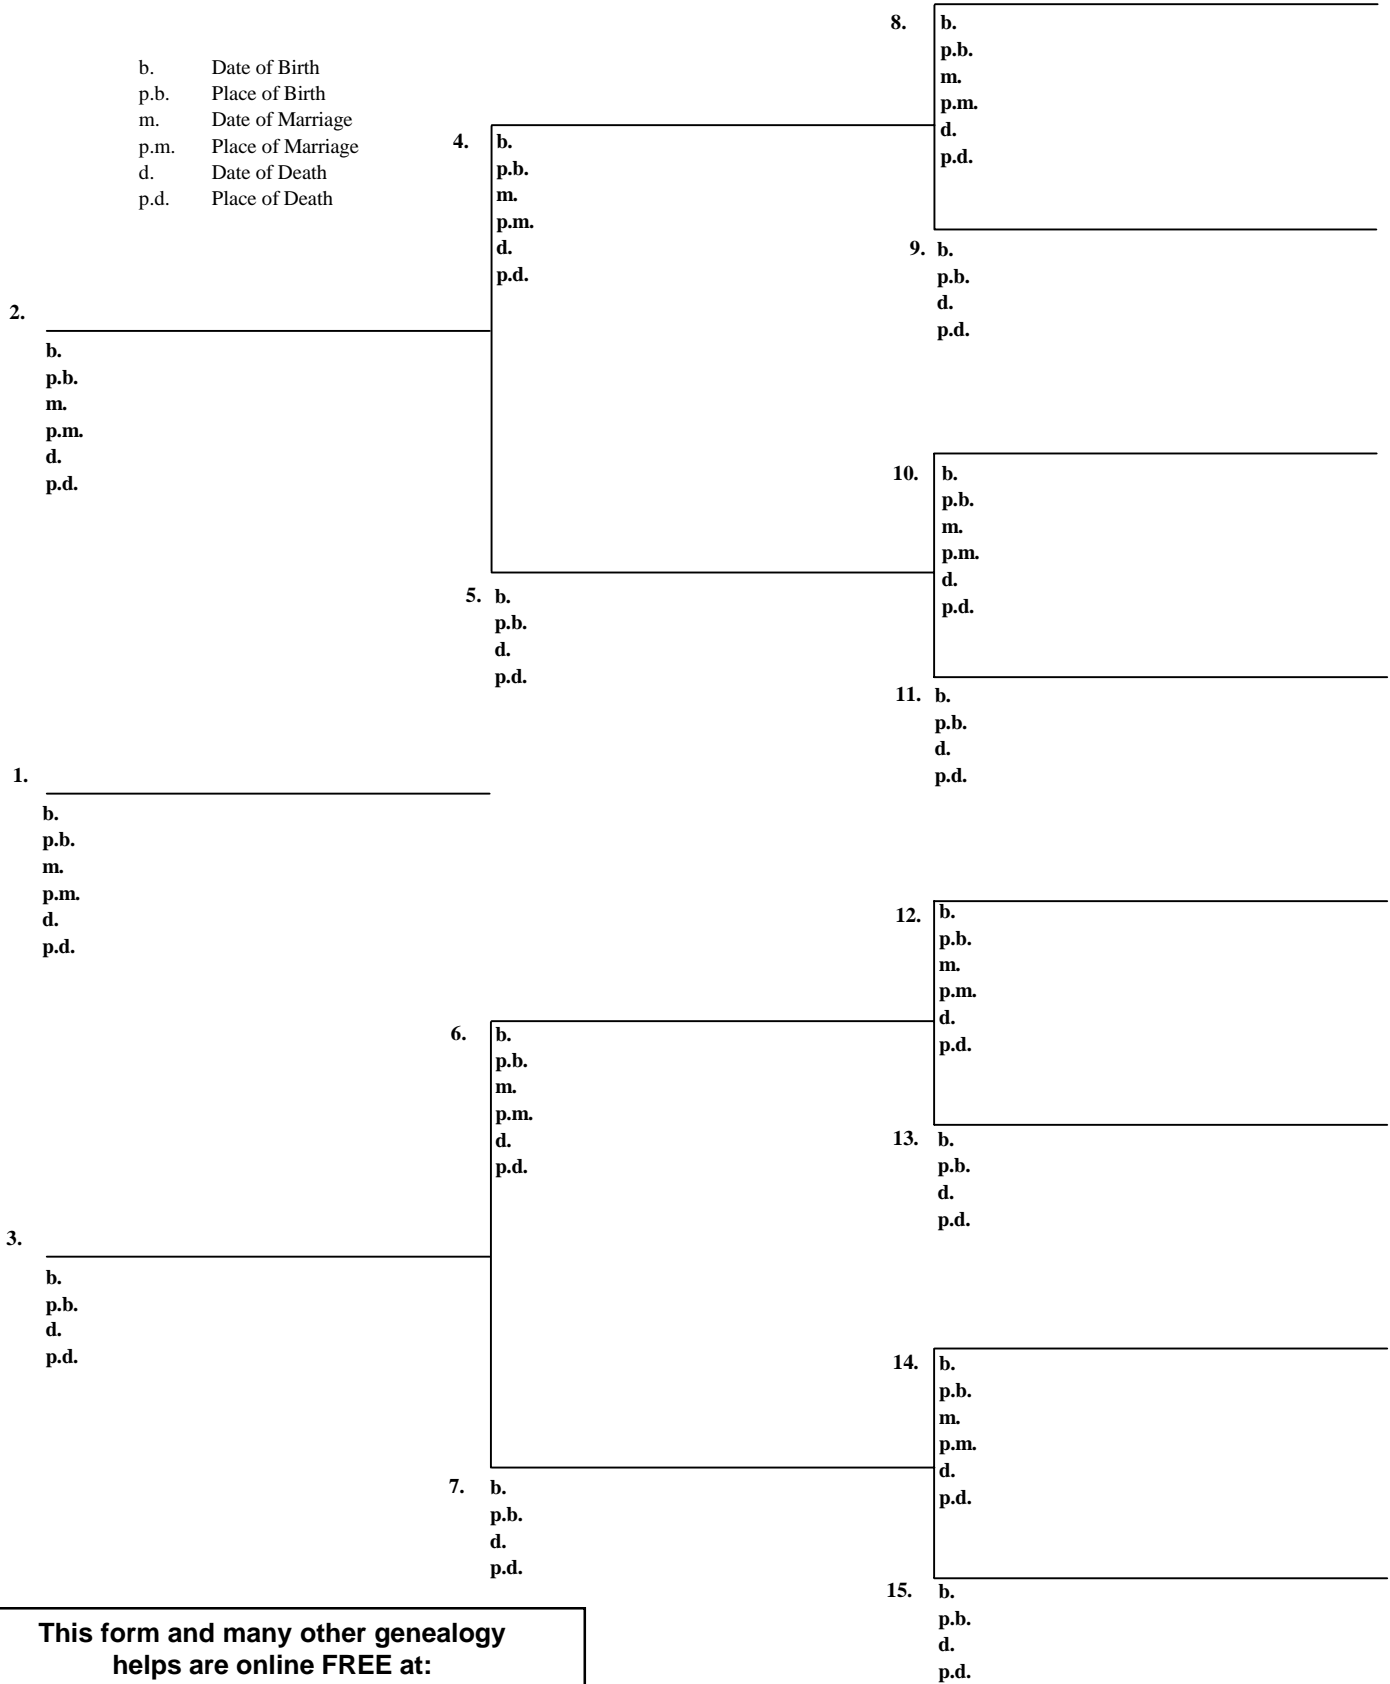 b. Date of Birth
p.b. Place of Birth
m. Date of Marriage
p.m. Place of Marriage
d. Date of Death
p.d. Place of Death
2.
b.
p.b.
m.
p.m.
d.
p.d.
1.
b.
p.b.
m.
p.m.
d.
p.d.
3.
b.
p.b.
d.
p.d.
4. b.
p.b.
m.
p.m.
d.
p.d.
5. b.
p.b.
d.
p.d.
6. b.
p.b.
m.
p.m.
d.
p.d.
7. b.
p.b.
d.
p.d.
8. b.
p.b.
m.
p.m.
d.
p.d.
9. b.
p.b.
d.
p.d.
10. b.
p.b.
m.
p.m.
d.
p.d.
11. b.
p.b.
d.
p.d.
12. b.
p.b.
m.
p.m.
d.
p.d.
13. b.
p.b.
d.
p.d.
14. b.
p.b.
m.
p.m.
d.
p.d.
15. b.
p.b.
d.
p.d.
This form and many other genealogy
helps are online FREE at: